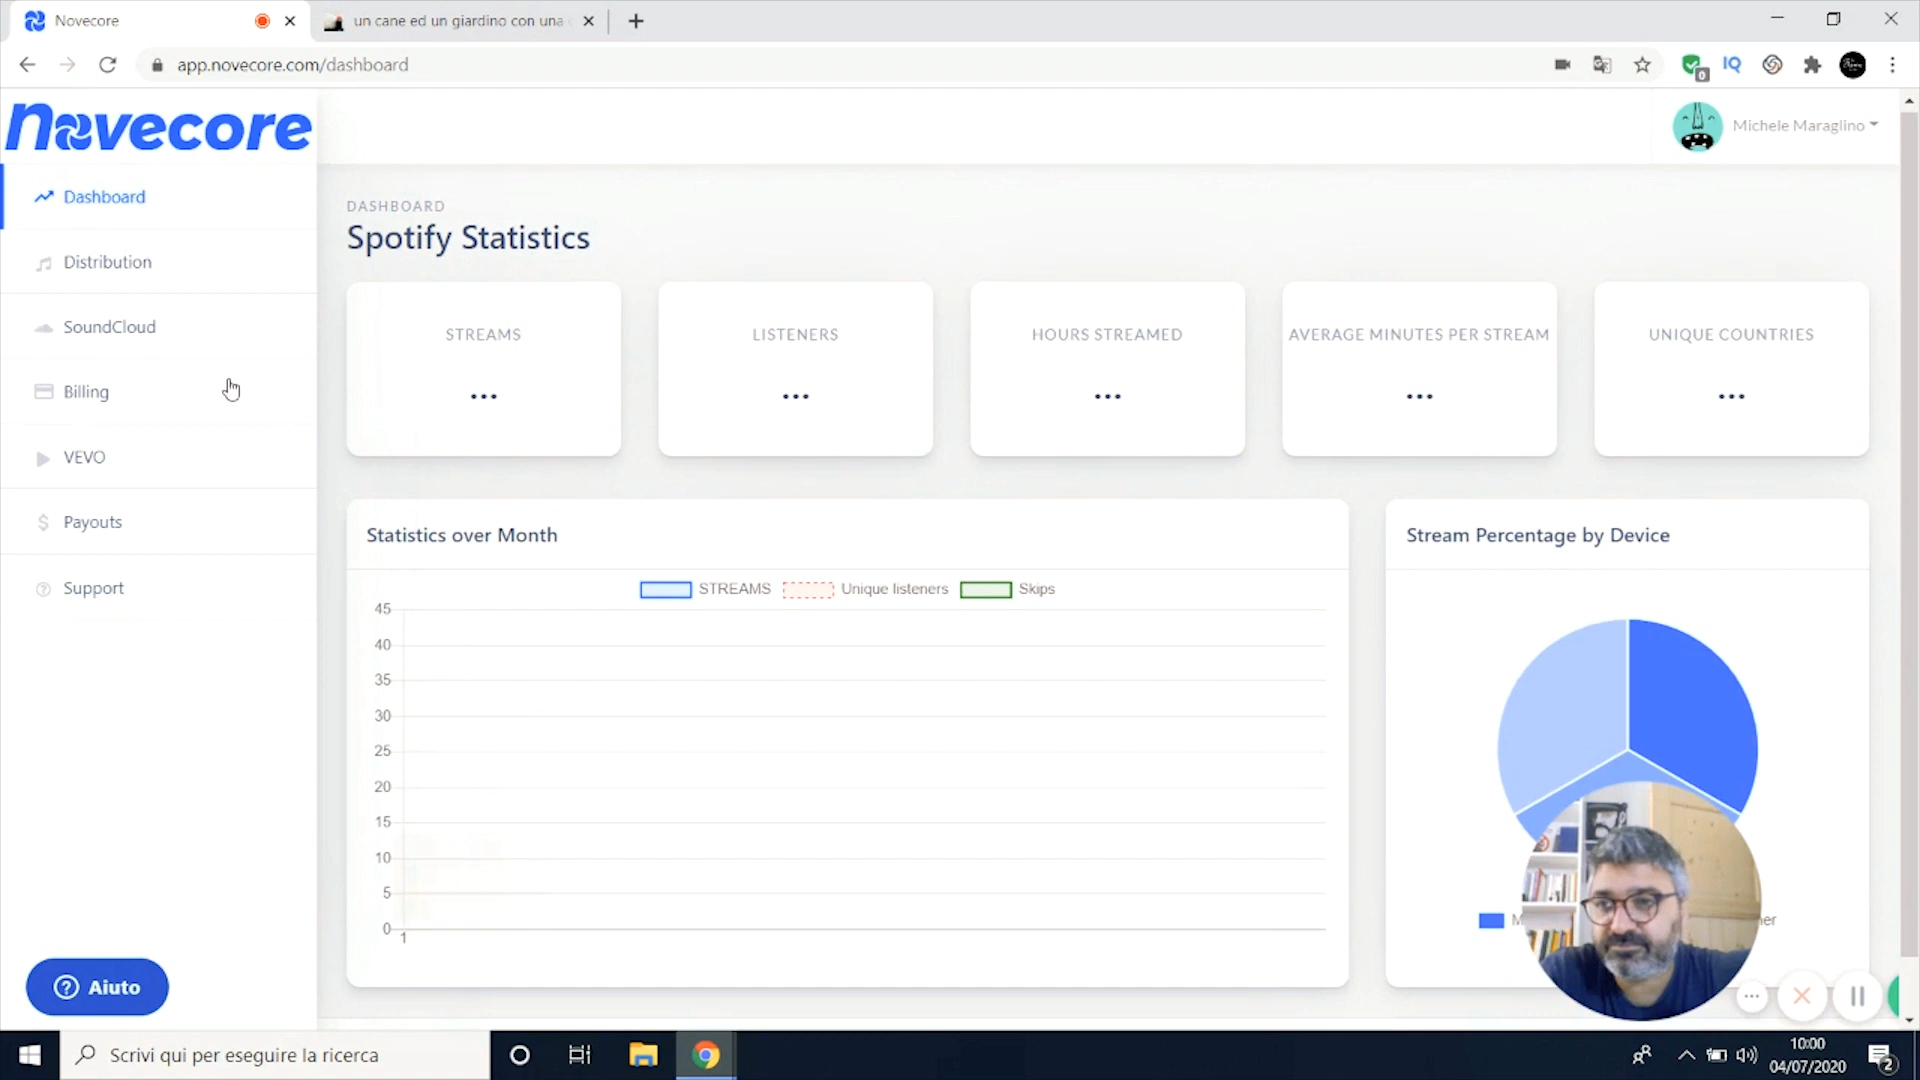 Novecore
un cane ed un giardino con una
app.novecore.com/dashboard
IQ
0
Novecore
Michele Maraglino
Dashboard
Distribution
SoundCloud
Billing
VEVO
Payouts
Support
Aiuto
DASHBOARD
Spotify Statistics
STREAMS
...
LISTENERS
...
HOURS STREAMED
...
AVERAGE MINUTES PER STREAM
...
UNIQUE COUNTRIES
...
Statistics over Month
STREAMS Unique listeners Skips
45
40
35
30
25
20
15
10
5
0
1
Stream Percentage by Device
Scrivi qui per eseguire la ricerca
10:00
04/07/2020
2